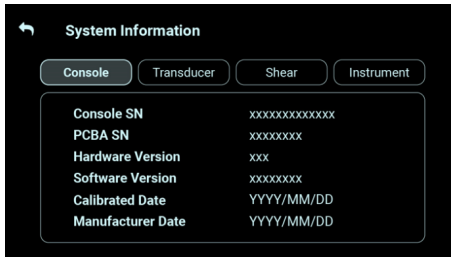 System Information
Console Transducer Shear Instrument
Console SN xxxxxxxxxxxxx
PCBA SN xxxxxxxx
Hardware Version xxx
Software Version xxxxxxxx
Calibrated Date YYYY/MM/DD
Manufacturer Date YYYY/MM/DD